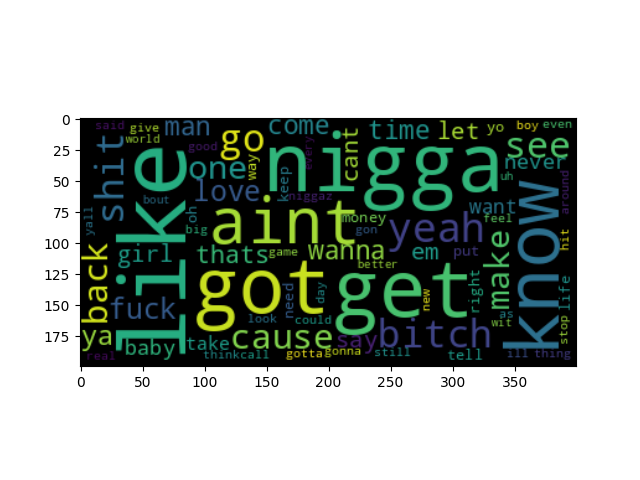 0
25
50
75
100
125
150
175
0
50
100
150
200
250
300
350
said
give
man
come
time
let
yo
boy
even
world
go
good
every
cant
see
shit
like
one
way
nigga
never
uh
love
keep
niggaz
bout
want
around
yall
oh
aint
money
yeah
feel
know
big
gon
hit
back
girl
thats
game
wanna
em
put
make
better
got
get
right
life
fuck
need
day
new
as
wit
look
could
stop
ya
baby
take
cause
say
bitch
real
thinkcall
gotta
gonna
still
tell
ill
thing